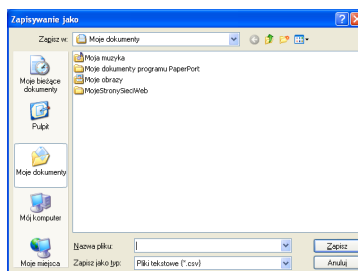 Zapisywanie jako
Zapisz w:
Moje dokumenty
Moja muzyka
Moje dokumenty programu PaperPort
Moje obrazy
MojeStronySieciWeb
Moje bieżące
dokumenty
Pulpit
Moje dokumenty
Mój komputer
Moje miejsca
Nazwa pliku:
Zapisz
Zapisz jako typ:
Pliki tekstowe (*.csv)
Anuluj